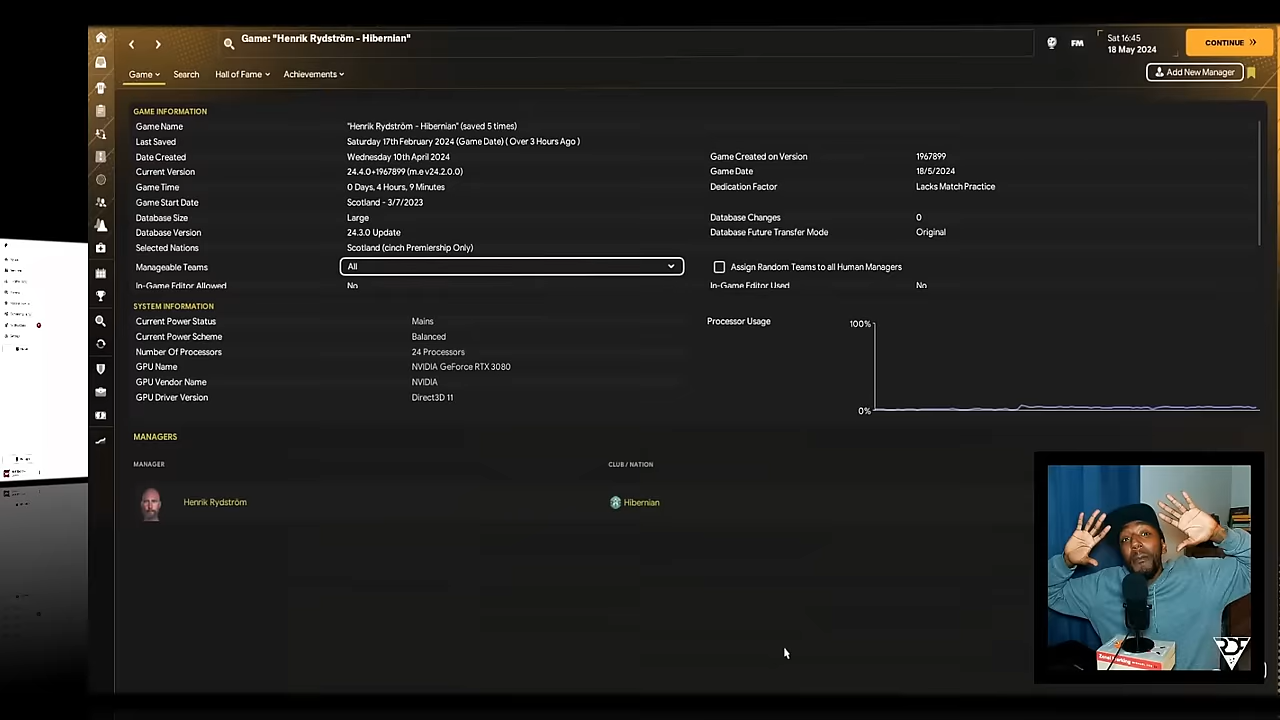 Game: "Henrik Rydström - Hibernian"
FM
Sat 16:45
18 May 2024
CONTINUE
Game
Search
Hall of Fame
Achievements
Add New Manager
GAME INFORMATION
Game Name "Henrik Rydström - Hibernian" (saved 5 times)
Last Saved Saturday 17th February 2024 (Game Date) ( Over 3 Hours Ago )
Date Created Wednesday 10th April 2024 Game Created on Version 1967899
Current Version 24.4.0+1967899 (m.e v24.2.0.0) Game Date 18/5/2024
Game Time 0 Days, 4 Hours, 9 Minutes Dedication Factor Lacks Match Practice
Game Start Date Scotland - 3/7/2023
Database Size Large Database Changes 0
Database Version 24.3.0 Update Database Future Transfer Mode Original
Selected Nations Scotland (cinch Premiership Only)
Manageable Teams All Assign Random Teams to all Human Managers
In-Game Editor Allowed No In-Game Editor Used No
SYSTEM INFORMATION
Current Power Status Mains Processor Usage 100%
Current Power Scheme Balanced
Number Of Processors 24 Processors
GPU Name NVIDIA GeForce RTX 3080
GPU Vendor Name NVIDIA
GPU Driver Version Direct3D 11
0%
MANAGERS
MANAGER CLUB / NATION
Henrik Rydström Hibernian
RDF